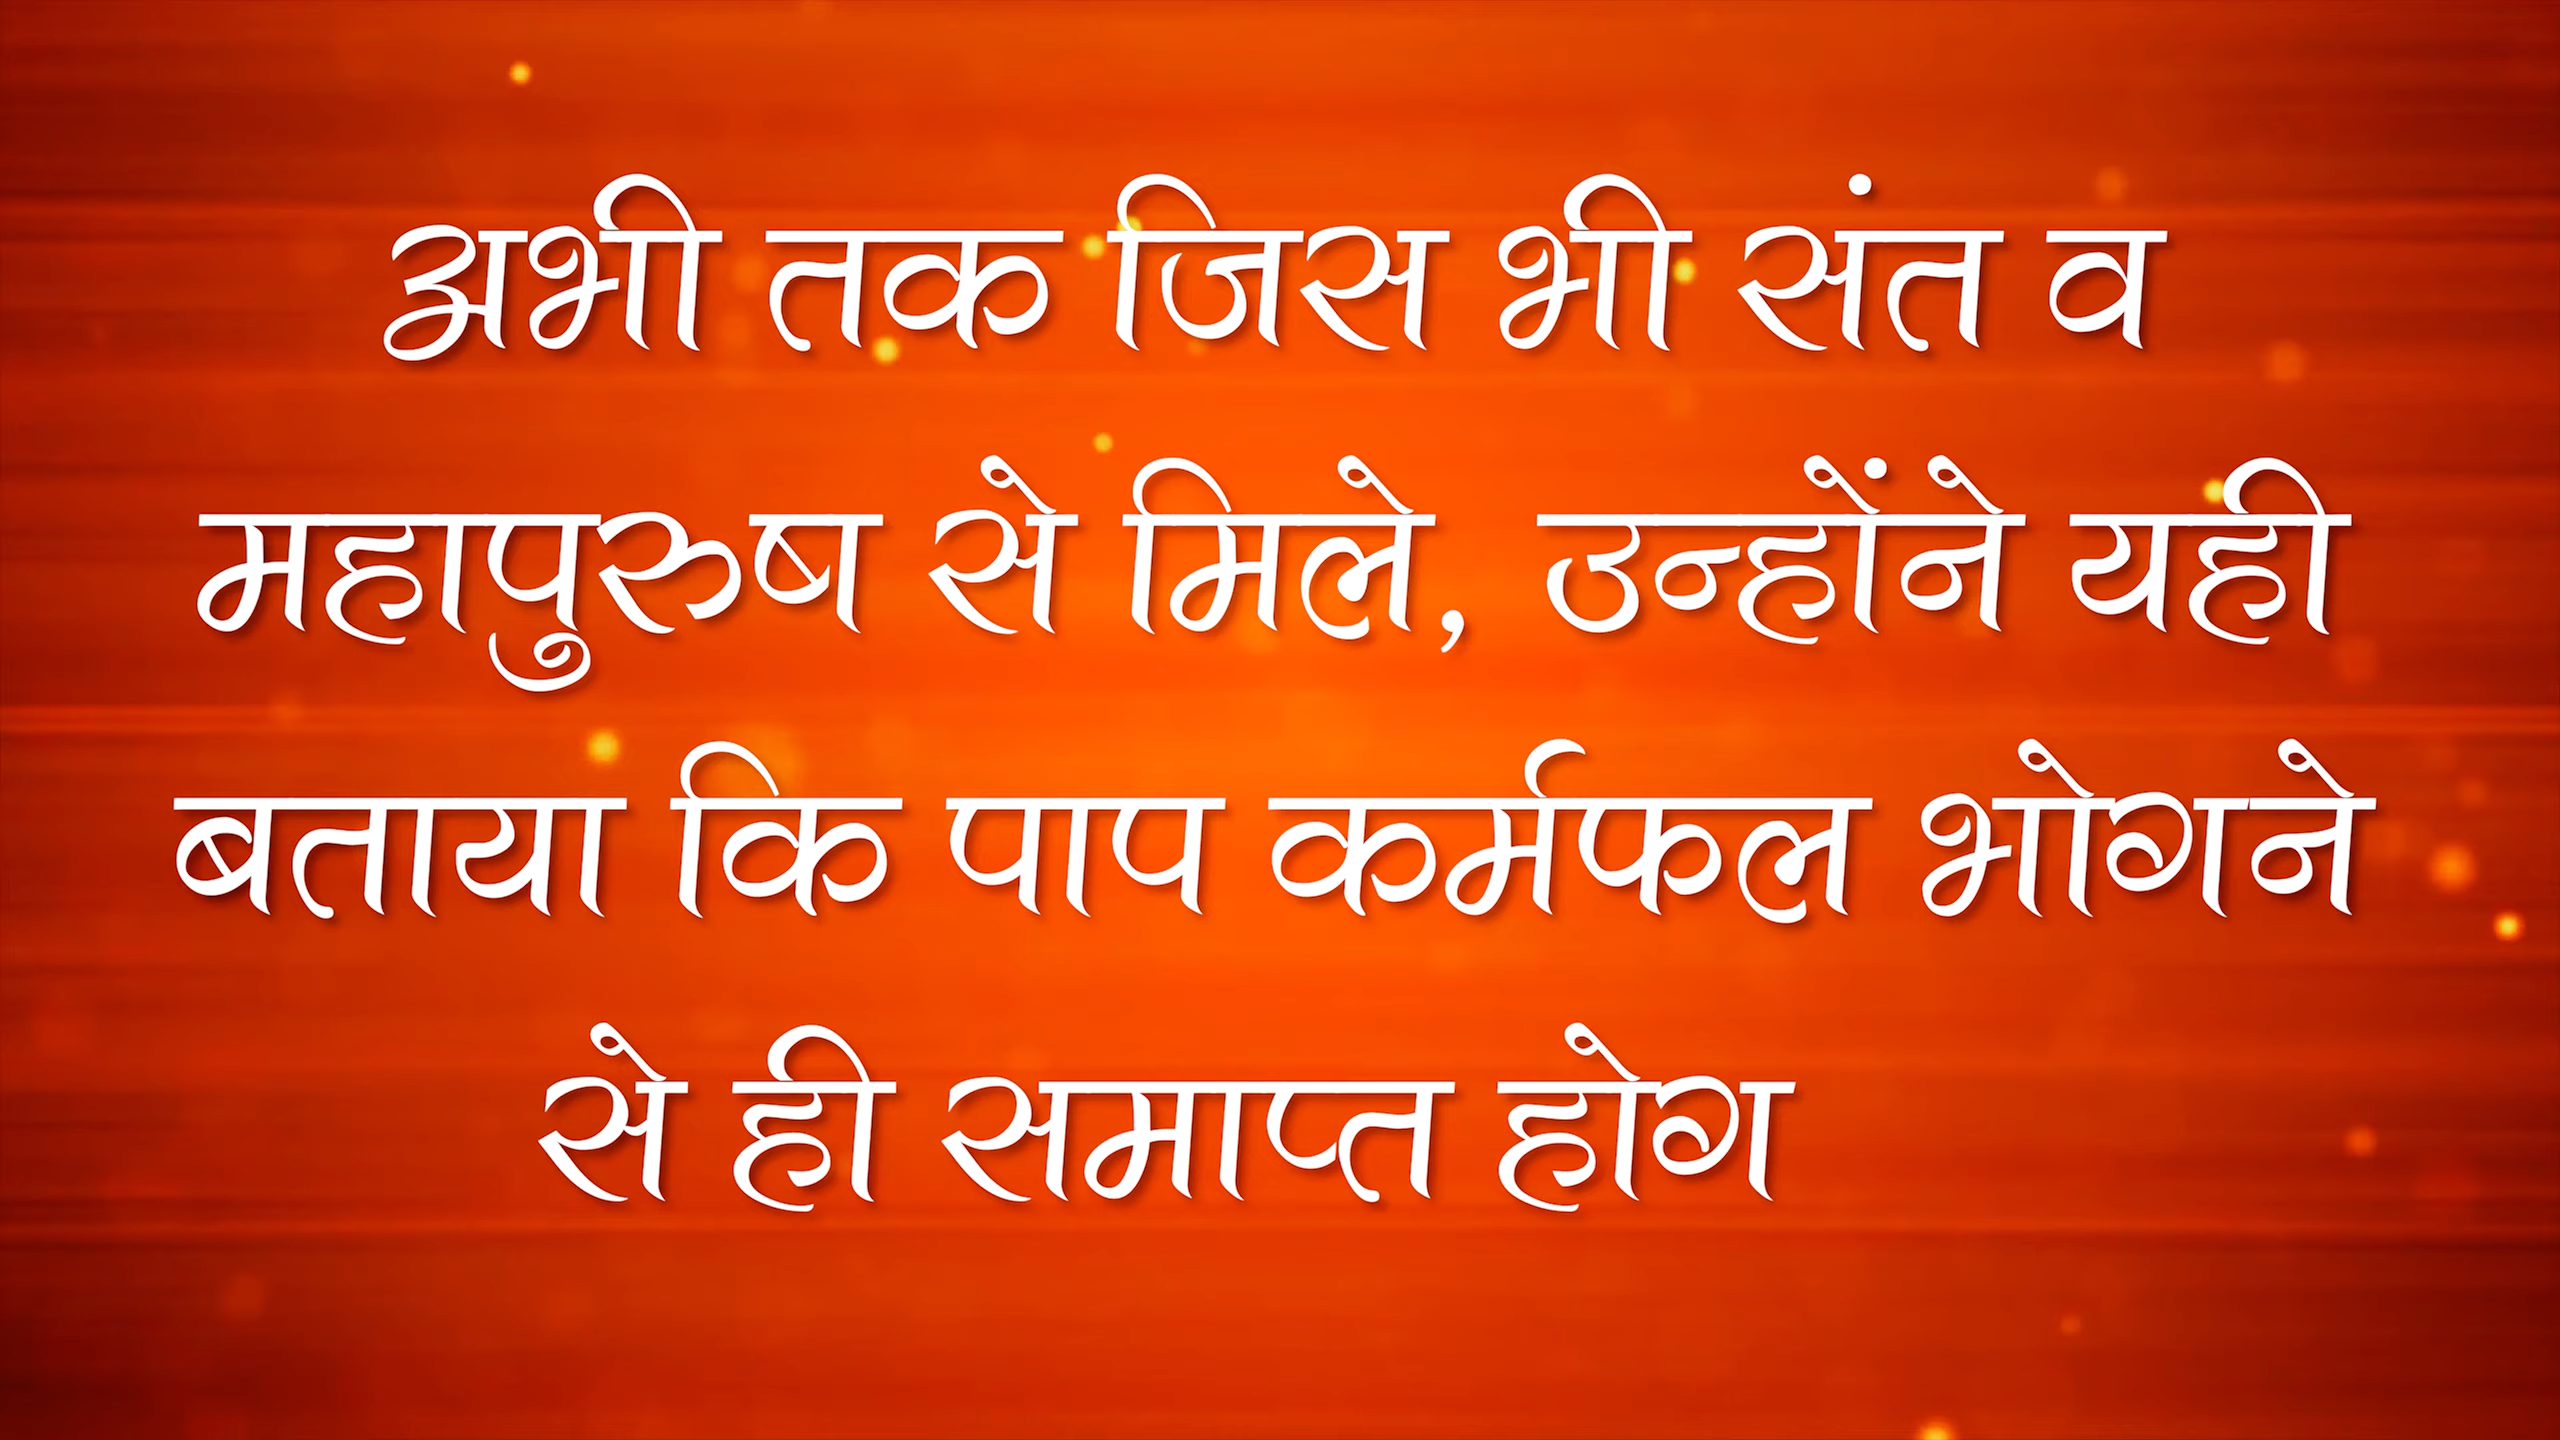 अभी तक जिस भी संत व
महापुरुष से मिले, उन्होंने यही
बताया कि पाप कर्मफल भोगने
से ही समाप्त होग